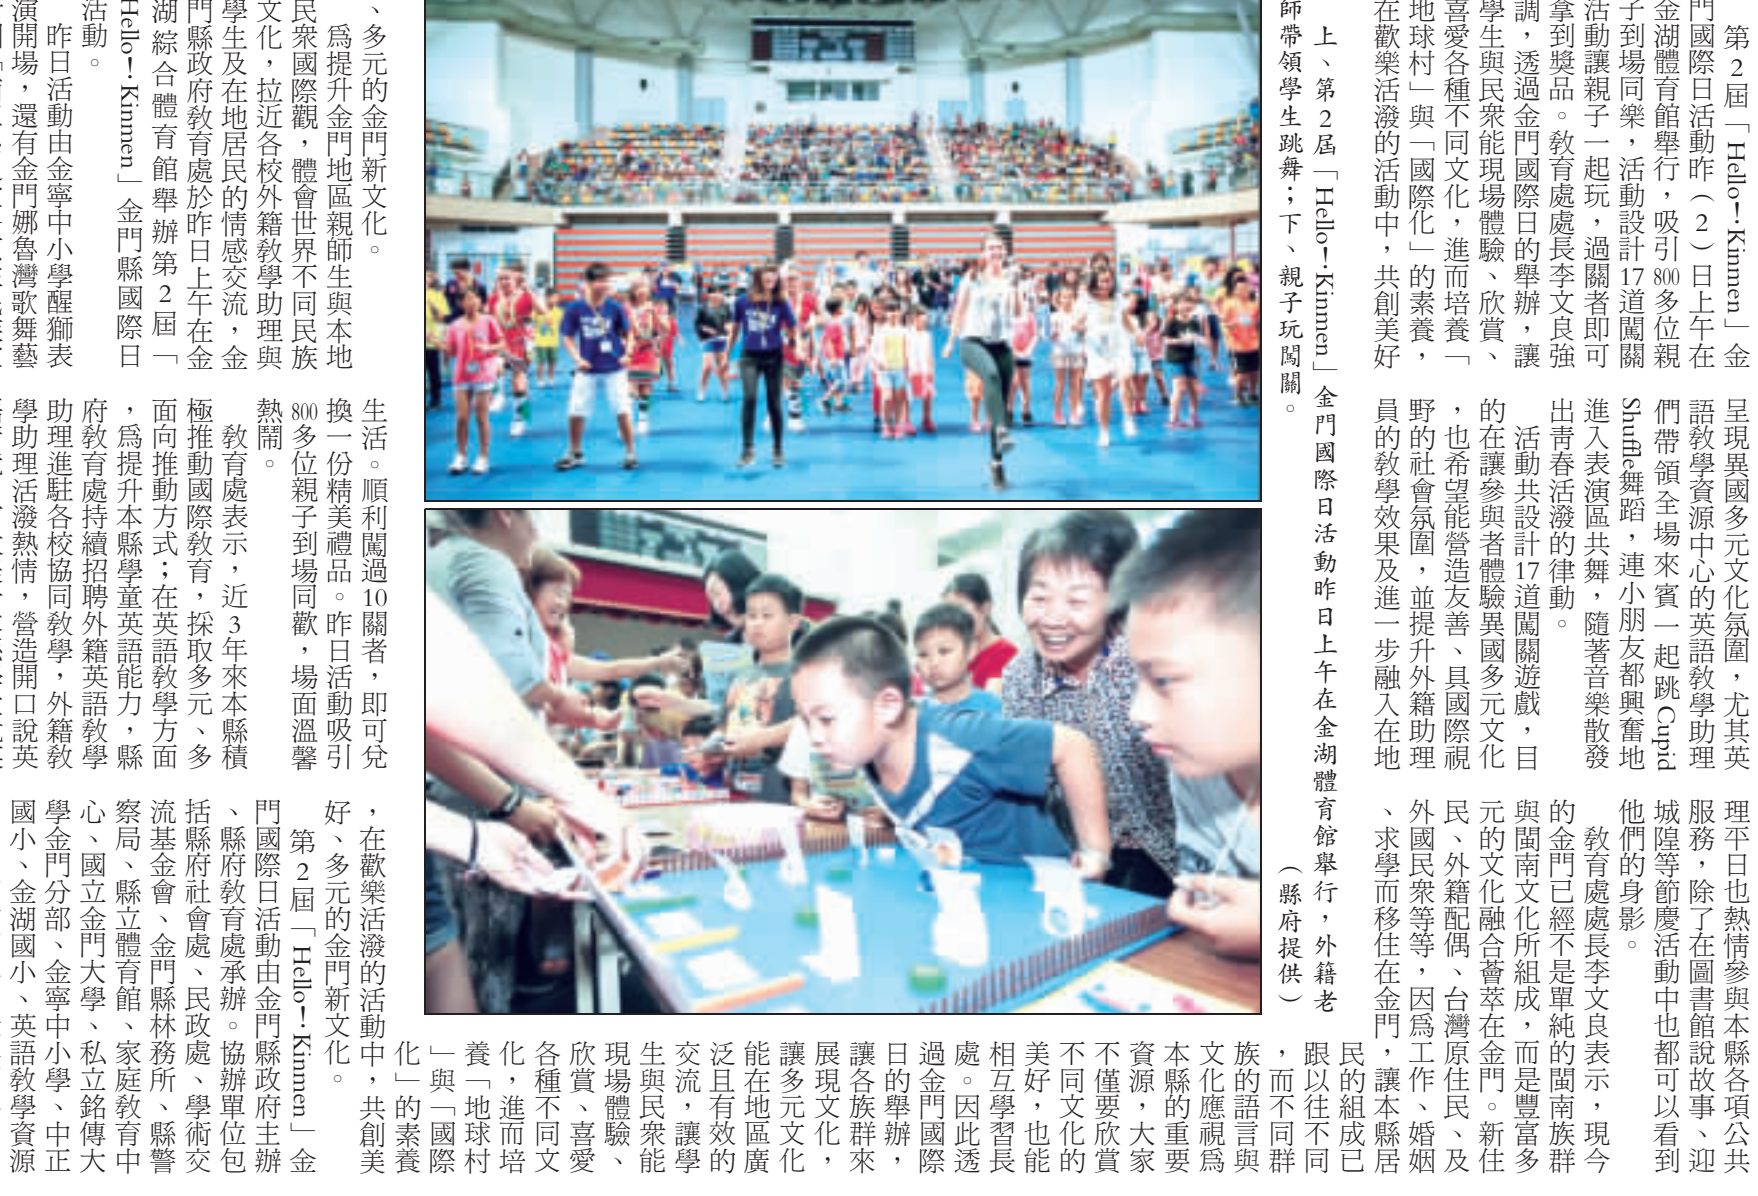 第2屆「Hello!Kinmen」金
門國際日活動昨(2)日上午在
金湖體育館舉行,吸引800多位親
子到場同樂,活動設計17道闖關
活動讓親子一起玩,過關者即可
拿到獎品。教育處處長李文良強
調,透過金門國際日的舉辦,讓
學生與民眾能現場體驗、欣賞、
喜愛各種不同文化,進而培養「
地球村」與「國際化」的素養,
在歡樂活潑的活動中,共創美好
、多元的金門新文化。
為提升金門地區親師生與本地
民眾國際觀,體會世界不同民族
文化,拉近各校外籍教學助理與
學生及在地居民的情感交流,金
門縣政府教育處於昨日上午在金
湖綜合體育館舉辦第2屆「
Hello!Kinmen」金門縣國際日
活動。
昨日活動由金寧中小學醒獅表
演開場,還有金門娜魯灣歌舞藝
呈現異國多元文化氛圍,尤其英
語教學資源中心的英語教學助理
們帶領全場來賓一起跳Cupid
Shuffle舞蹈,連小朋友都興奮地
進入表演區共舞,隨著音樂散發
出青春活潑的律動。
活動共設計17道闖關遊戲,目
的在讓參與者體驗異國多元文化
,也希望能營造友善、具國際視
野的社會氛圍,並提升外籍助理
員的教學效果及進一步融入在地
生活。順利闖過10關者,即可兌
換一份精美禮品。昨日活動吸引
800多位親子到場同歡,場面溫馨
熱鬧。
教育處表示,近3年來本縣積
極推動國際教育,採取多元、多
面向推動方式;在英語教學方面
,為提升本縣學童英語能力,縣
府教育處持續招聘外籍英語教學
助理進駐各校協同教學,外籍教
學助理活潑熱情,營造開口說英
理平日也熱情參與本縣各項公共
服務,除了在圖書館說故事、迎
城隍等節慶活動中也都可以看到
他們的身影。
教育處處長李文良表示,現今
的金門已經不是單純的閩南族群
與閩南文化所組成,而是豐富多
元的文化融合會萃在金門。新住
民、外籍配偶、台灣原住民、及
外國民眾等等,因為工作、婚姻
、求學而移住在金門,讓本縣居
民的組成已
跟以往不同
,而不同群
族的語言與
文化應視為
本縣的重要
資源,大家
不僅要欣賞
不同文化的
美好,也能
相互學習長
處。因此透
過金門國際
日的舉辦,
讓各族群來
展現文化,
讓多元文化
能在地區廣
泛且有效的
交流,讓學
生與民眾能
現場體驗、
欣賞、喜愛
各種不同文
化,進而培
養「地球村
」與「國際
化」的素養
,在歡樂活潑的活動中,共創美
好、多元的金門新文化。
第2屆「Hello!Kinmen」金
門國際日活動由金門縣政府主辦
、縣府教育處承辦。協辦單位包
括縣府社會處、民政處、學術交
流基金會、金門縣林務所、縣警
察局、縣立體育館、家庭教育中
心、國立金門大學、私立銘傳大
學金門分部、金寧中小學、中正
國小、金湖國小、英語教學資源
上、第2屆「Hello!Kinmen」金門國際日活動昨日上午在金湖體育館舉行,外籍老
師帶領學生跳舞;下、親子玩闖關。
(縣府提供)